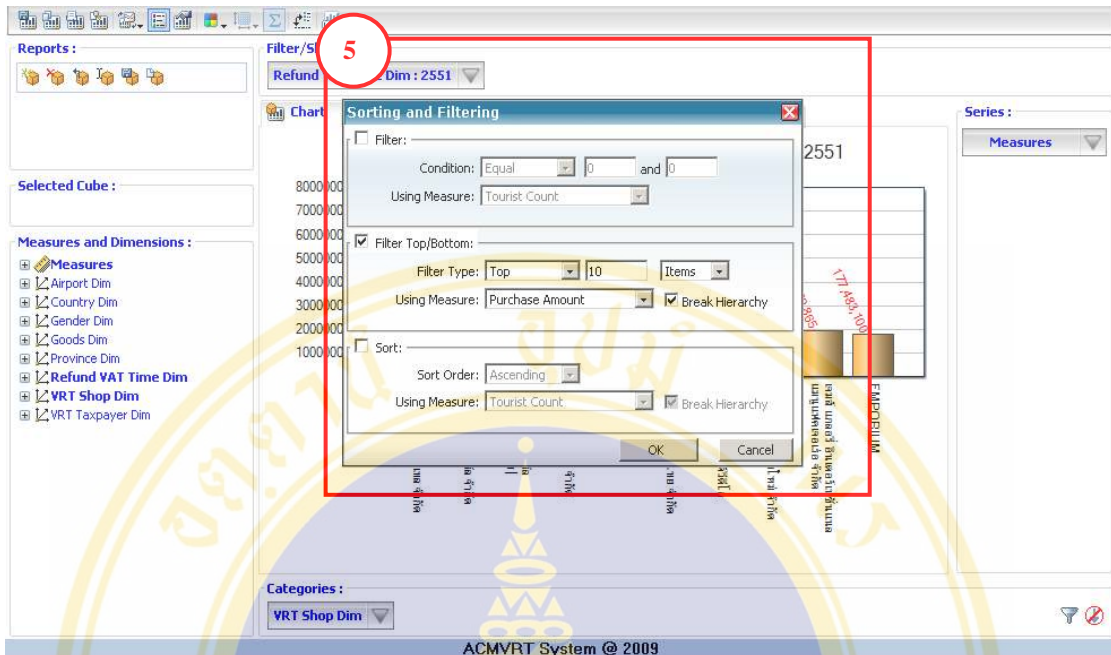 5
Reports :
Selected Cube :
Measures and Dimensions :
Measures
Airport Dim
Country Dim
Gender Dim
Goods Dim
Province Dim
Refund VAT Time Dim
VRT Shop Dim
VRT Taxpayer Dim
Refund
Dim : 2551
Chart
2551
7000000
6000000
5000000
4000000
3000000
2000000
1000000
177,483,100
EMPORIUM
Sorting and Filtering
Filter:
Condition: Equal 0 and 0
Using Measure: Tourist Count
Filter Top/Bottom:
Filter Type: Top 10 Items
Using Measure: Purchase Amount Break Hierarchy
Sort:
Sort Order: Ascending
Using Measure: Tourist Count Break Hierarchy
OK Cancel
Series :
Measures
Categories :
VRT Shop Dim
ACMVRT System @ 2009